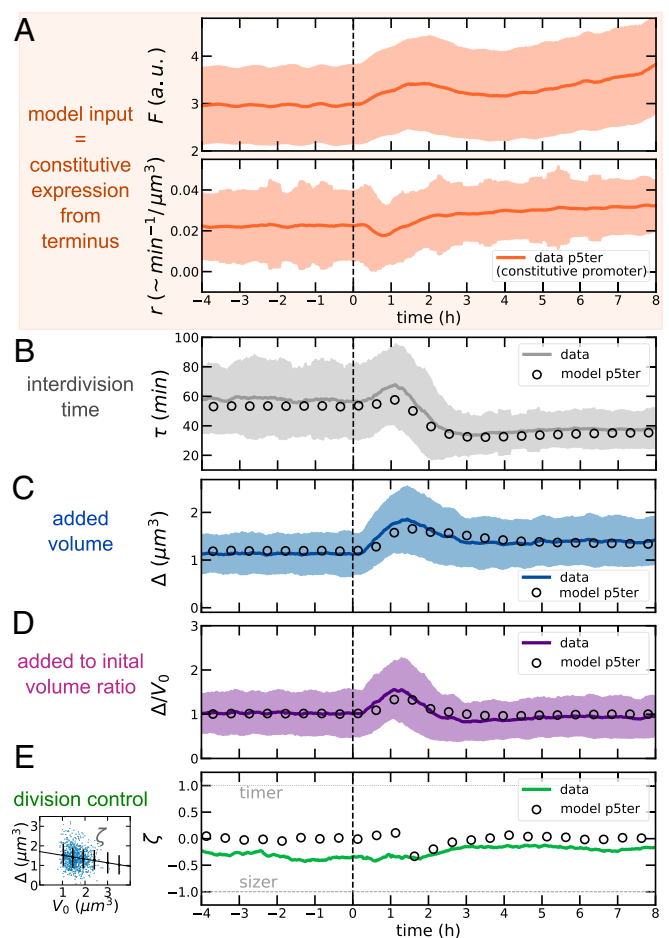 A
model input
=
constitutive
expression
from
terminus
F (a.u.)
4
3
2
r (~min⁻¹/μm³)
0.04
0.02
0.00
data p5ter
(constitutive promoter)
−4 −3 −2 −1 0 1 2 3 4 5 6 7 8
time (h)
B
interdivision
time
τ (min)
100
80
60
40
20
data
model p5ter
C
added
volume
Δ (μm³)
2
1
0
data
model p5ter
D
added to inital
volume ratio
Δ/V₀
3
2
1
0
data
model p5ter
E
division control
Δ (μm³)
3
2
1
0
ζ
1 2 3
V₀ (μm³)
ζ
1.0
0.5
0.0
−0.5
−1.0
timer
sizer
data
model p5ter
−4 −3 −2 −1 0 1 2 3 4 5 6 7 8
time (h)